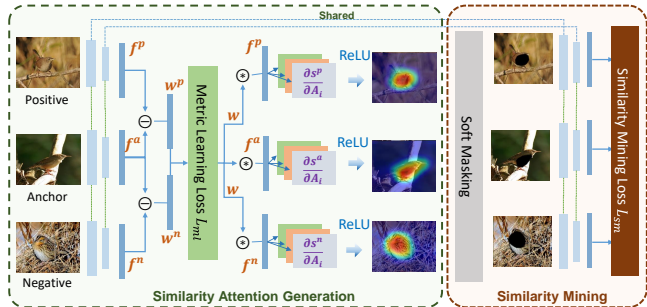 Shared
f^p
f^p
ReLU
∂s^p
∂A_i
Positive
w^p
w
Metric Learning Loss L_ml
f^a
f^a
ReLU
∂s^a
∂A_i
Anchor
w
w^n
ReLU
∂s^n
∂A_i
Negative
f^n
f^n
Similarity Attention Generation
Soft Masking
Similarity Mining Loss L_sm
Similarity Mining